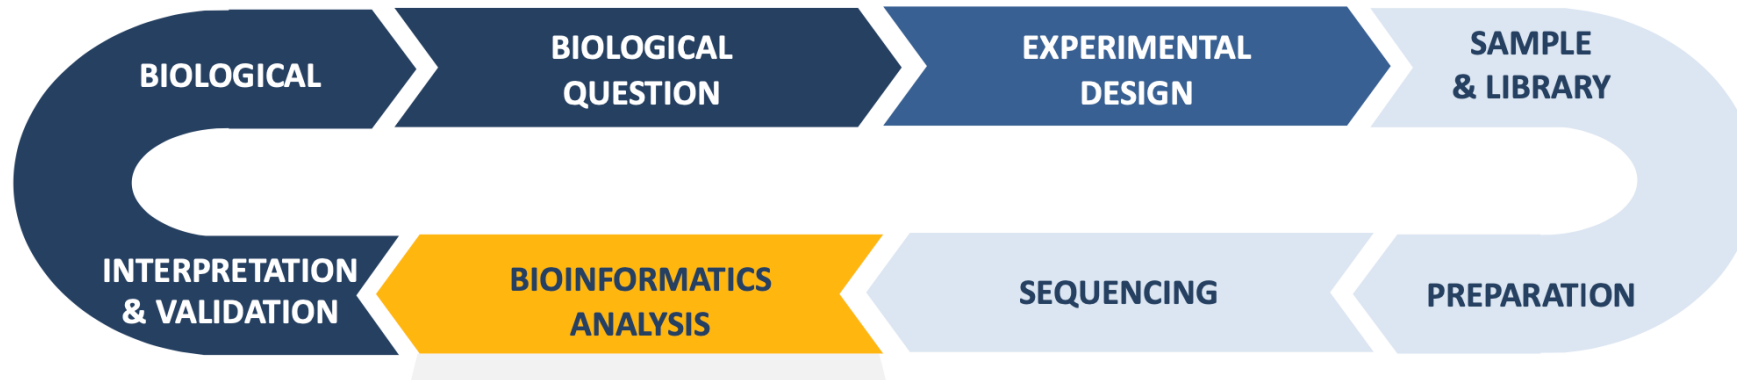 BIOLOGICAL
BIOLOGICAL
QUESTION
EXPERIMENTAL
DESIGN
SAMPLE
& LIBRARY
INTERPRETATION
& VALIDATION
BIOINFORMATICS
ANALYSIS
SEQUENCING
PREPARATION